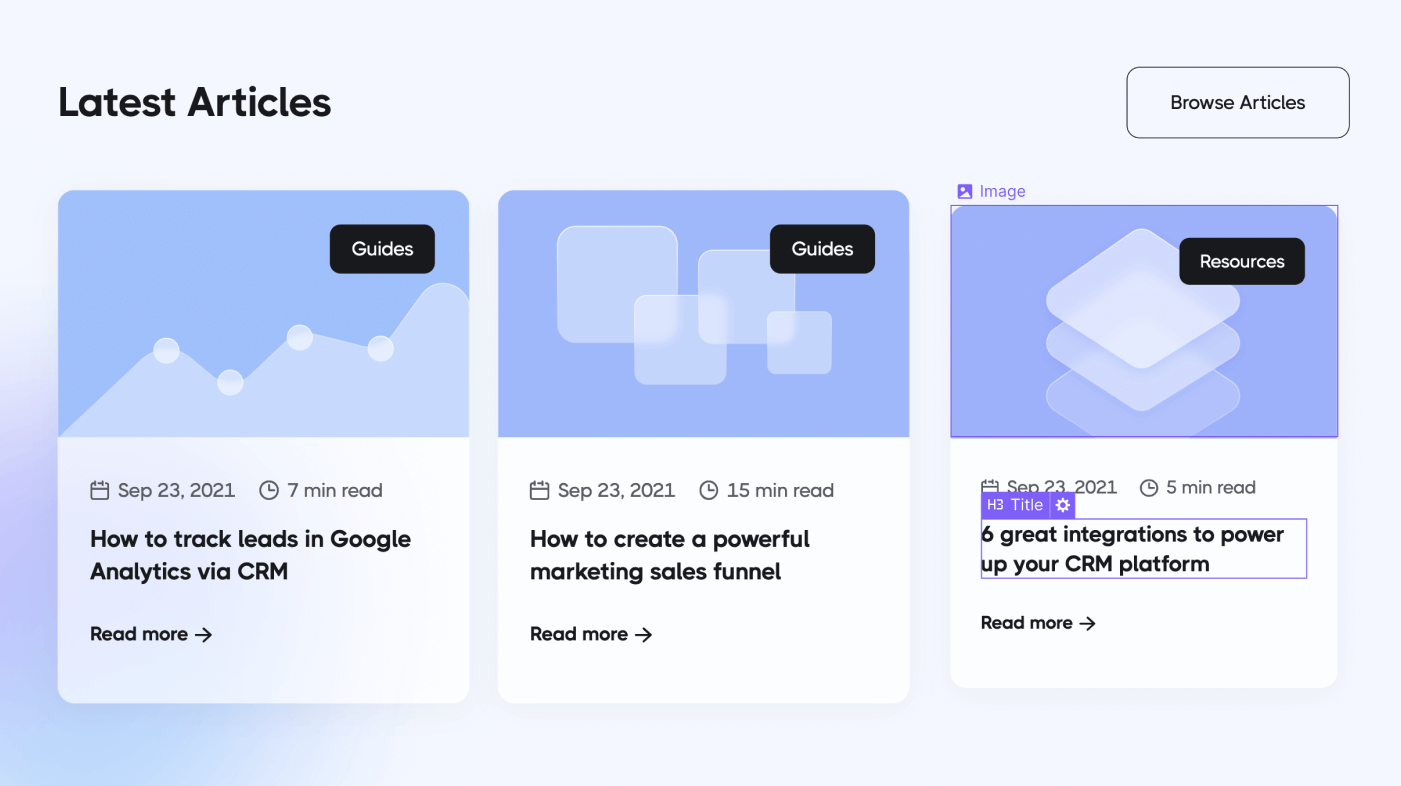 Latest Articles
Browse Articles
Guides
Sep 23, 2021 7 min read
How to track leads in Google
Analytics via CRM
Read more
Guides
Sep 23, 2021 15 min read
How to create a powerful
marketing sales funnel
Read more
Image
Resources
Sep 23, 2021 5 min read
H3 Title
6 great integrations to power
up your CRM platform
Read more